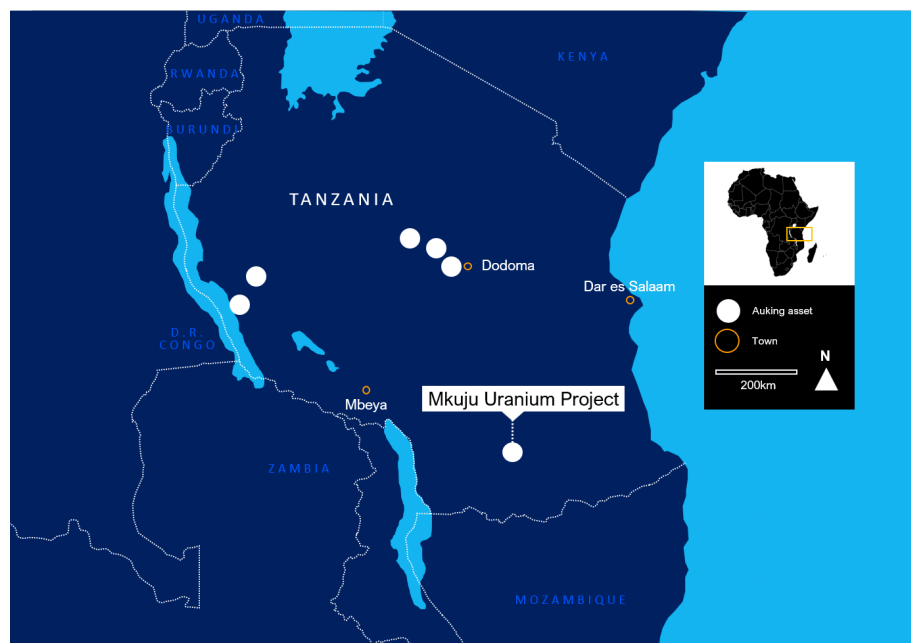 UGANDA
KENYA
RWANDA
BURUNDI
TANZANIA
Dodoma
Dar es Salaam
D.R.
CONGO
Mbeya
Mkuju Uranium Project
ZAMBIA
MOZAMBIQUE
Auking asset
Town
N
200km